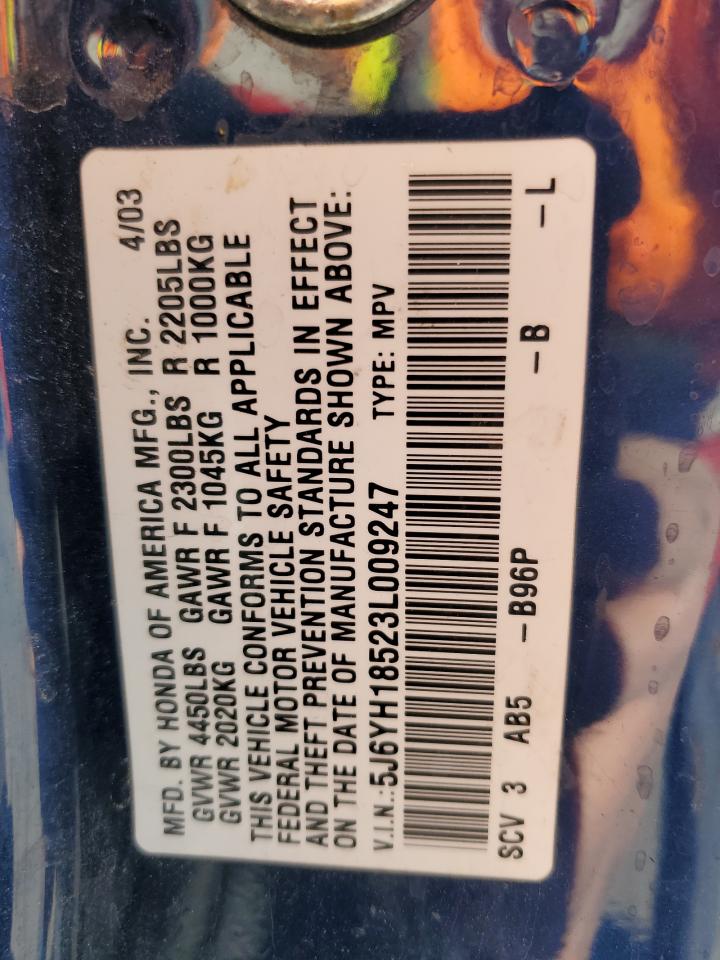 MFD. BY HONDA OF AMERICA MFG., INC. 4/03
GVWR 4450LBS GAWR F 2300LBS R 2205LBS
GVWR 2020KG GAWR F 1045KG R 1000KG
THIS VEHICLE CONFORMS TO ALL APPLICABLE
FEDERAL MOTOR VEHICLE SAFETY
AND THEFT PREVENTION STANDARDS IN EFFECT
ON THE DATE OF MANUFACTURE SHOWN ABOVE:
V.I.N.:5J6YH18523L009247 TYPE: MPV
SCV 3 AB5 -B96P -B -L